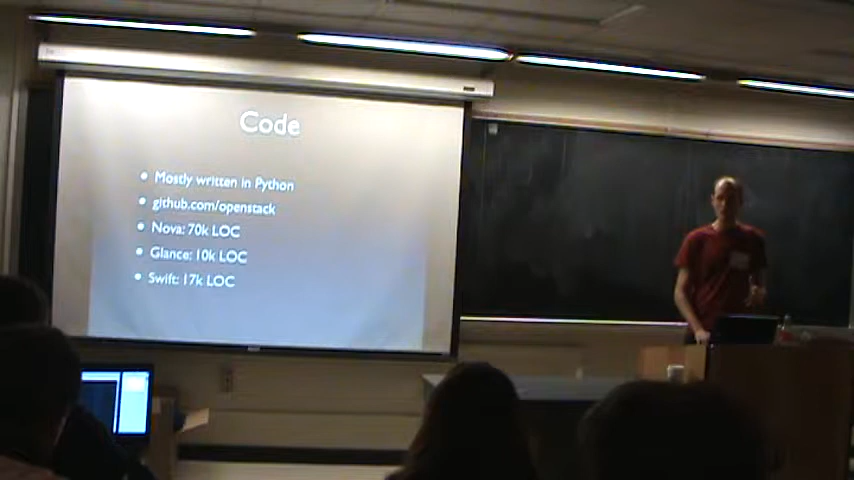 Code
• Mostly written in Python
• github.com/openstack
• Nova: 70k LOC
• Glance: 10k LOC
• Swift: 17k LOC